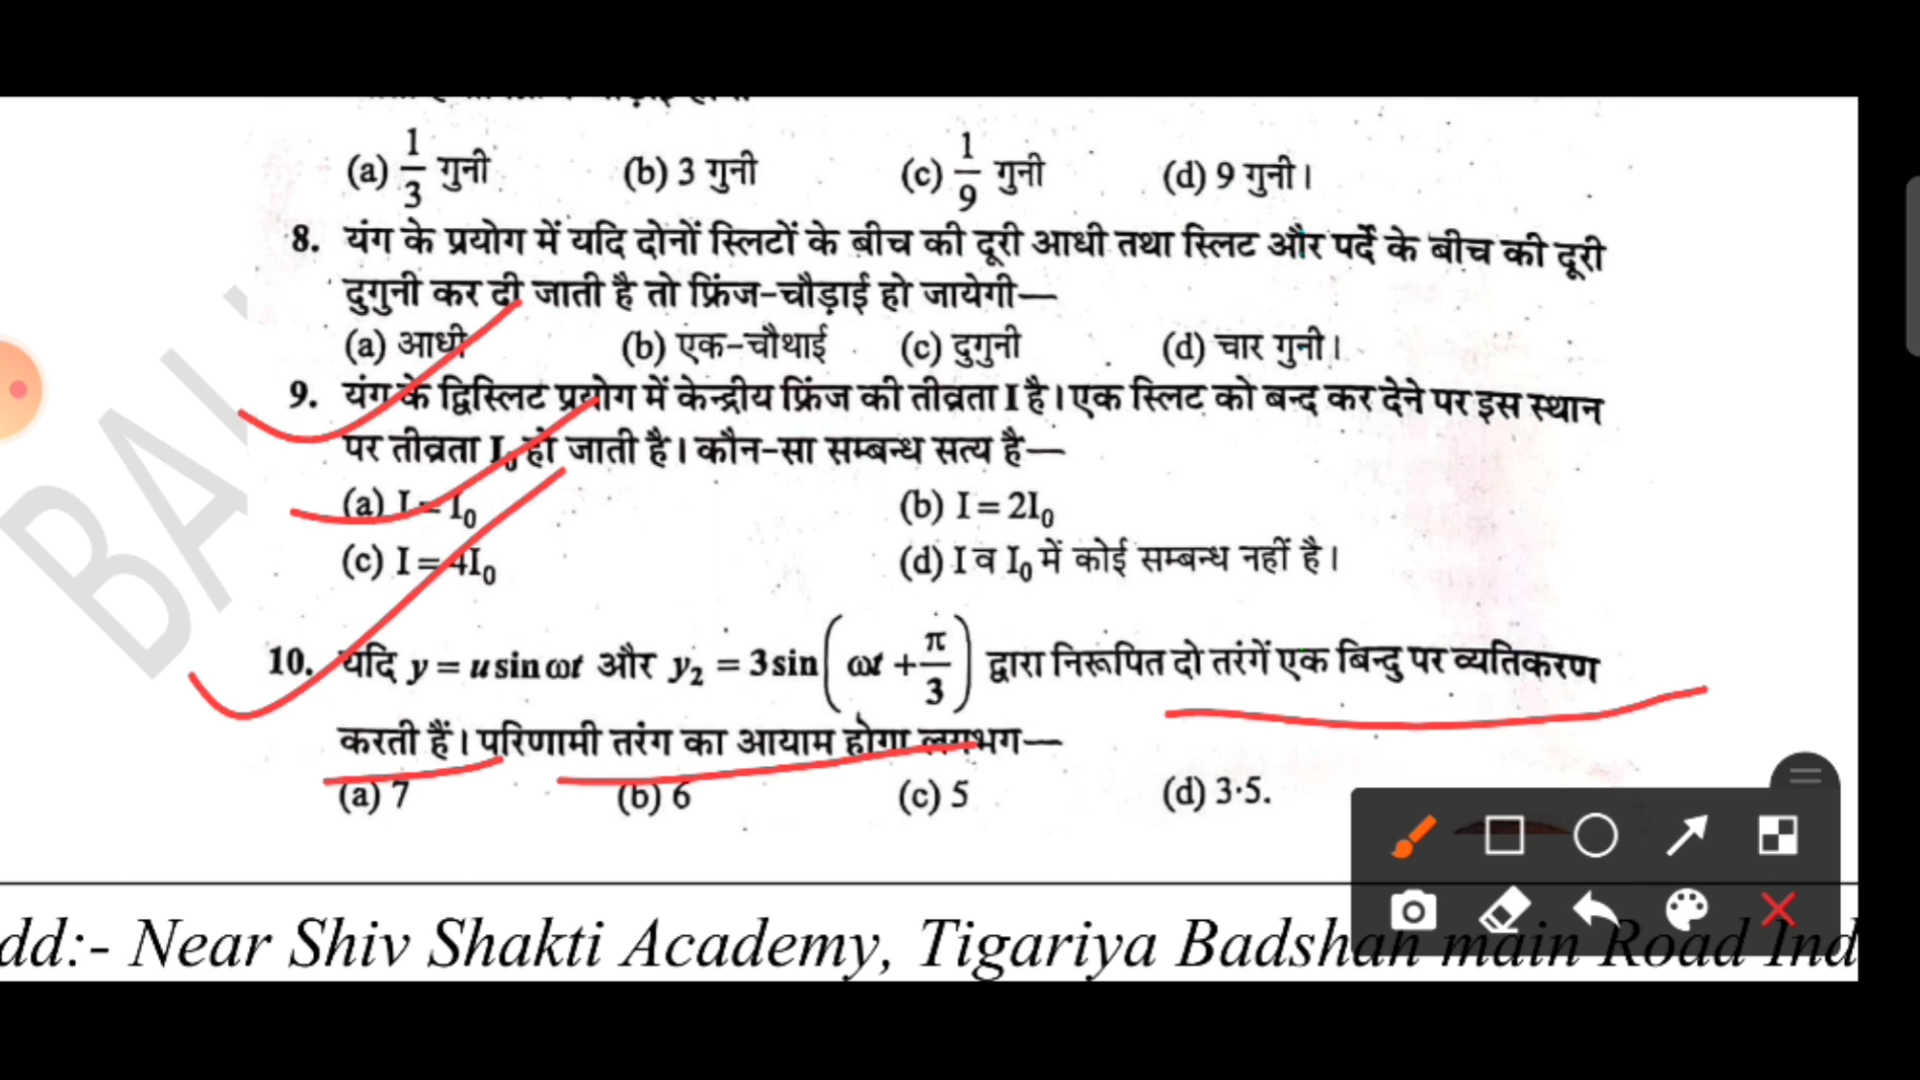 (a) 1/3 गुनी (b) 3 गुनी (c) 1/9 गुनी (d) 9 गुनी।
8. यंग के प्रयोग में यदि दोनों स्लिटों के बीच की दूरी आधी तथा स्लिट और पर्दे के बीच की दूरी
दुगुनी कर दी जाती है तो फ्रिंज-चौड़ाई हो जायेगी—
(a) आधी (b) एक-चौथाई (c) दुगुनी (d) चार गुनी।
9. यंग के द्विस्लिट प्रयोग में केन्द्रीय फ्रिंज की तीव्रता I है। एक स्लिट को बन्द कर देने पर इस स्थान
पर तीव्रता I₀ हो जाती है। कौन-सा सम्बन्ध सत्य है—
(a) I = I₀ (b) I = 2I₀
(c) I = 4I₀ (d) I व I₀ में कोई सम्बन्ध नहीं है।
10. यदि y = u sin ωt और y₂ = 3 sin(ωt + π/3) द्वारा निरूपित दो तरंगें एक बिन्दु पर व्यतिकरण
करती हैं। परिणामी तरंग का आयाम होगा लगभग—
(a) 7 (b) 6 (c) 5 (d) 3·5.
dd:- Near Shiv Shakti Academy, Tigariya Badshah main Road Ind